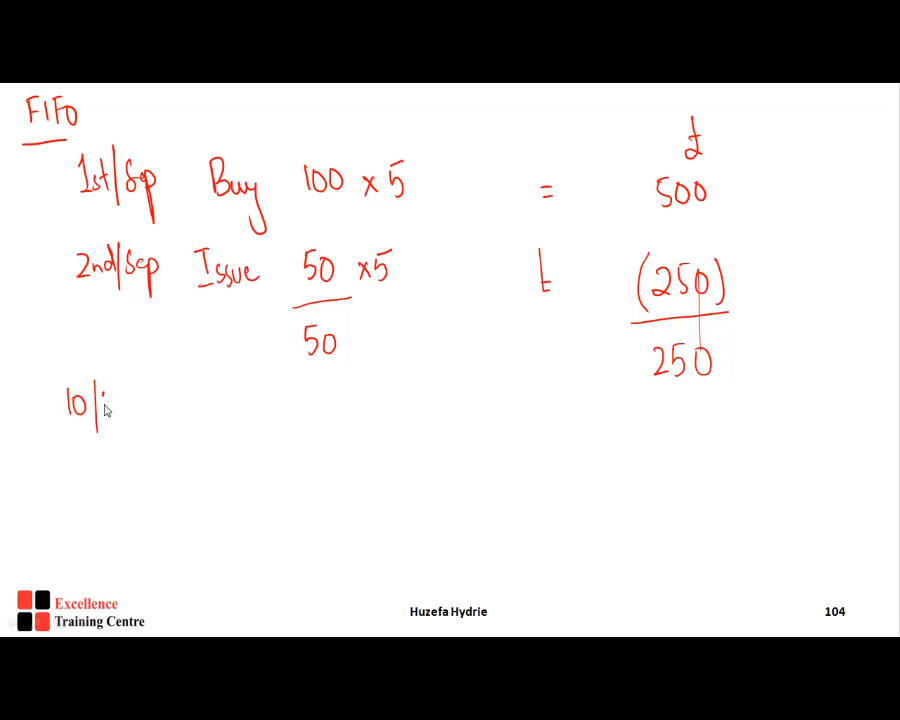 FIFO
£
1st/Sep Buy 100 x 5 = 500
2nd/Sep Issue 50 x5 (250)
50 250
10/
Excellence
Training Centre
Huzefa Hydrie
104